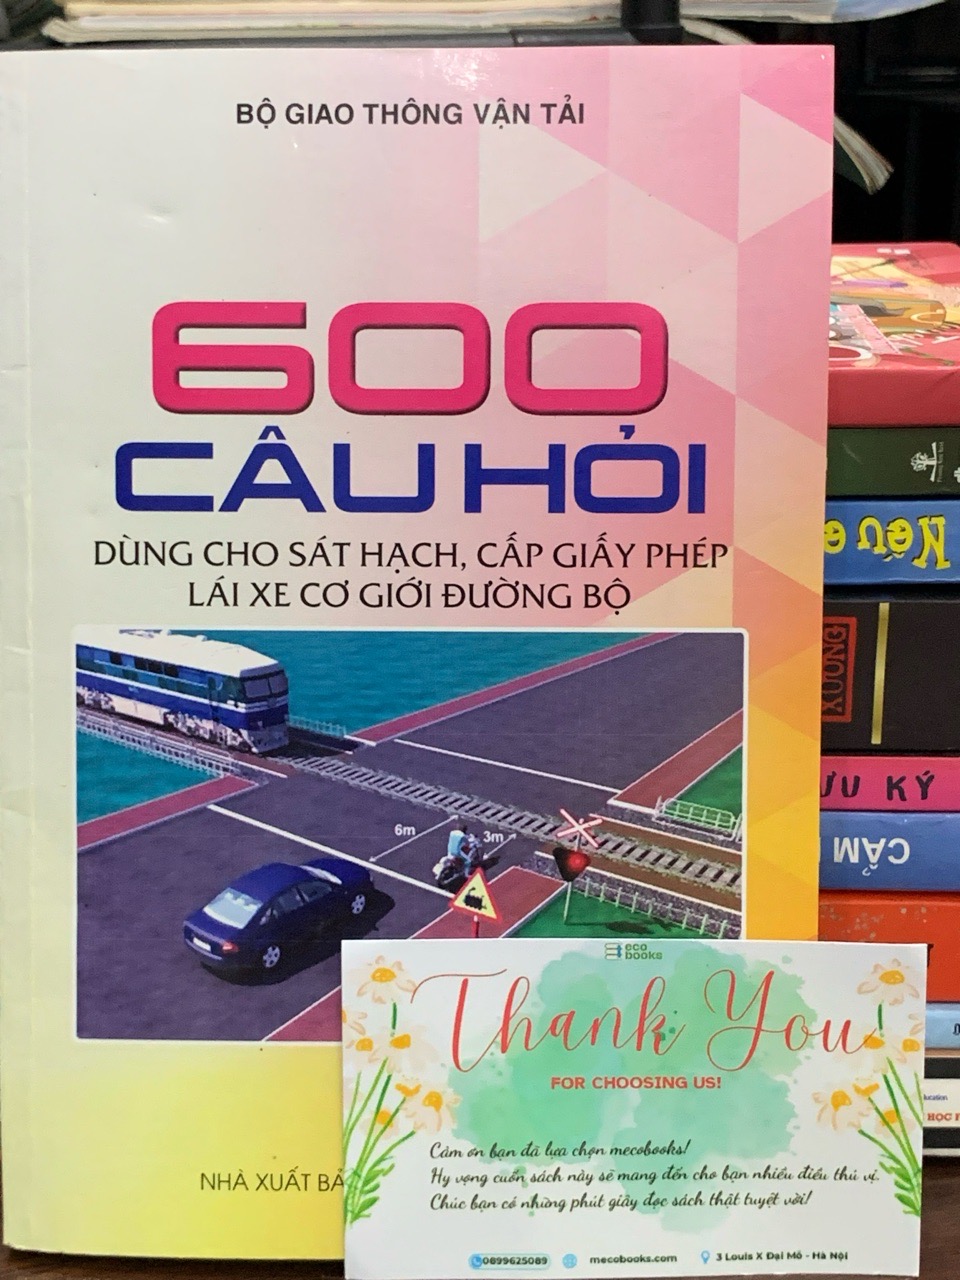 BỘ GIAO THÔNG VẬN TẢI
600
CÂU HỎI
DÙNG CHO SÁT HẠCH, CẤP GIẤY PHÉP
LÁI XE CƠ GIỚI ĐƯỜNG BỘ
6m
3m
NHÀ XUẤT BẢ
eco
books
Thank You
FOR CHOOSING US!
Cảm ơn bạn đã lựa chọn mecobooks!
Hy vọng cuốn sách này sẽ mang đến cho bạn nhiều điều thú vị.
Chúc bạn có những phút giây đọc sách thật tuyệt vời!
0899625089
mecobooks.com
3 Louis X Đại Mỗ - Hà Nội
XUONG
ƯU KÝ
CẨM